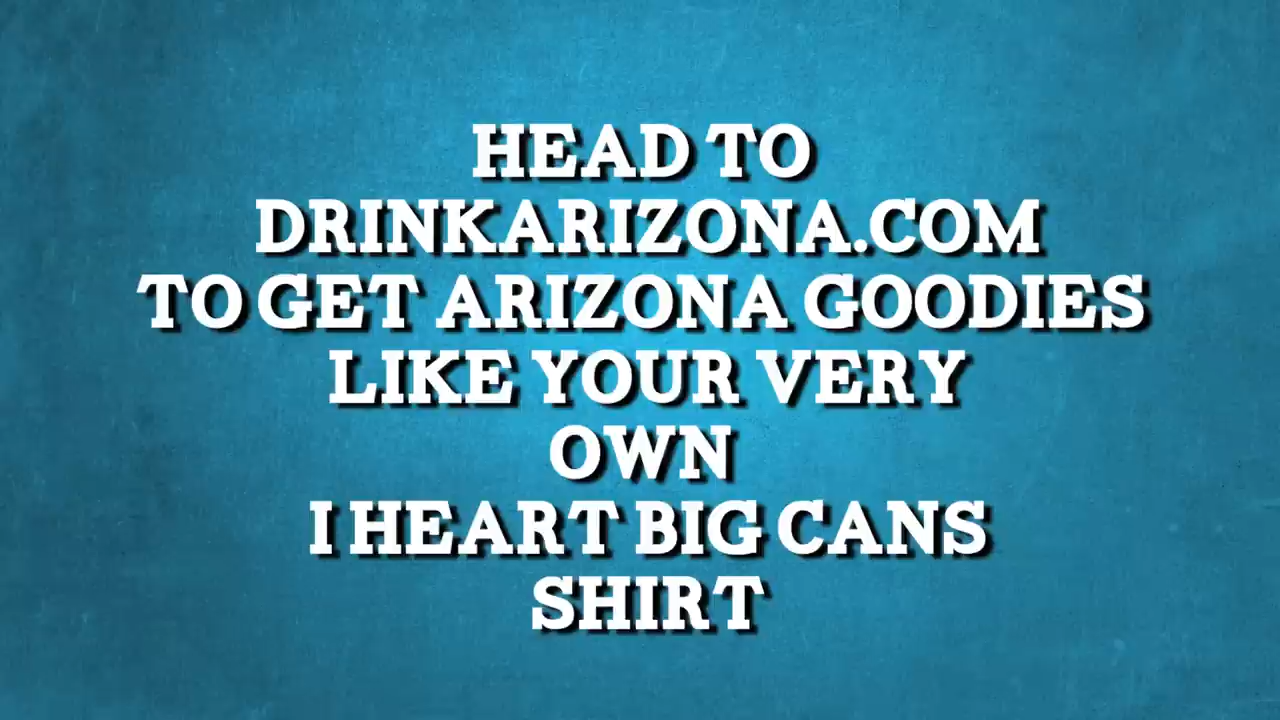 HEAD TO
DRINKARIZONA.COM
TO GET ARIZONA GOODIES
LIKE YOUR VERY
OWN
I HEART BIG CANS
SHIRT